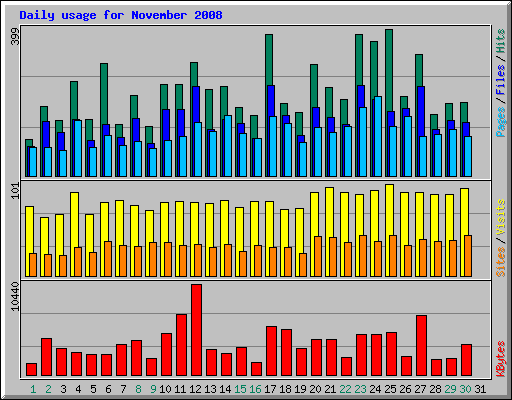 Daily usage for November 2008
399
Pages / Files / Hits
101
Sites / Visits
10440
KBytes
1 2 3 4 5 6 7 8 9 10 11 12 13 14 15 16 17 18 19 20 21 22 23 24 25 26 27 28 29 30 31